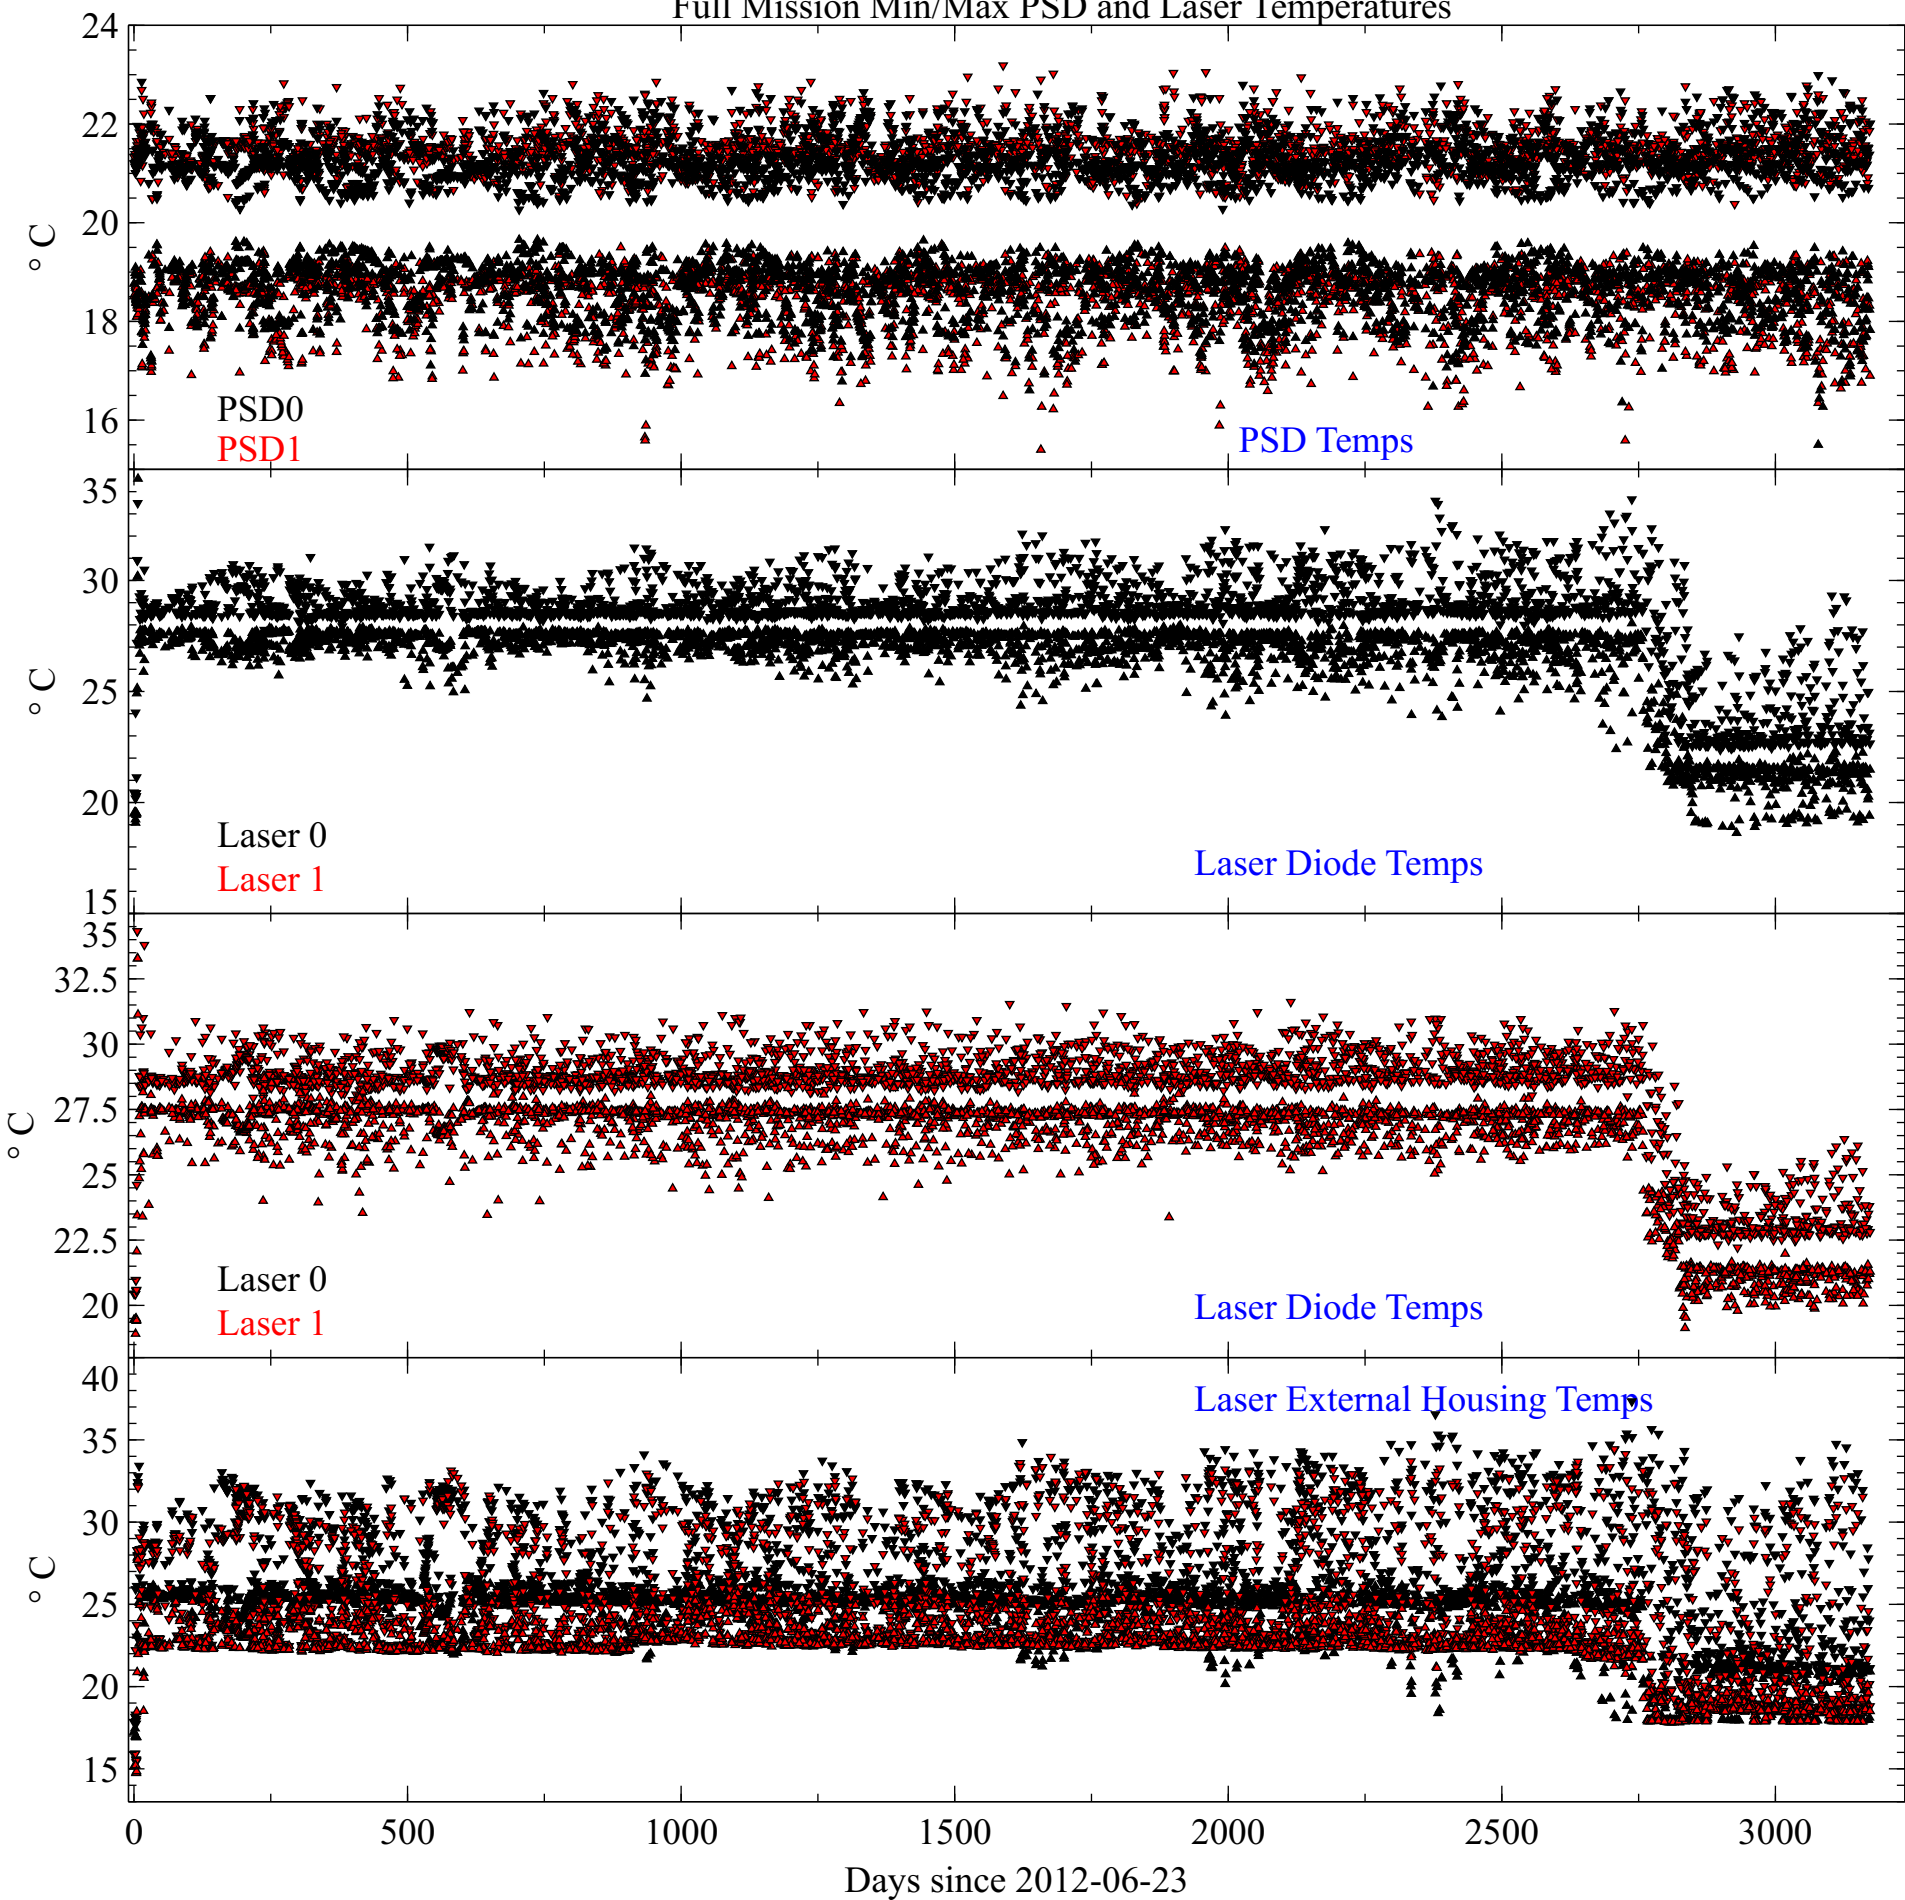 Full Mission Min/Max PSD and Laser Temperatures
24
22
20
18
16
° C
PSD0
PSD1
PSD Temps
35
30
25
20
15
° C
Laser 0
Laser 1
Laser Diode Temps
35
32.5
30
27.5
25
22.5
20
° C
Laser 0
Laser 1
Laser Diode Temps
40
35
30
25
20
15
° C
Laser External Housing Temps
0 500 1000 1500 2000 2500 3000
Days since 2012-06-23